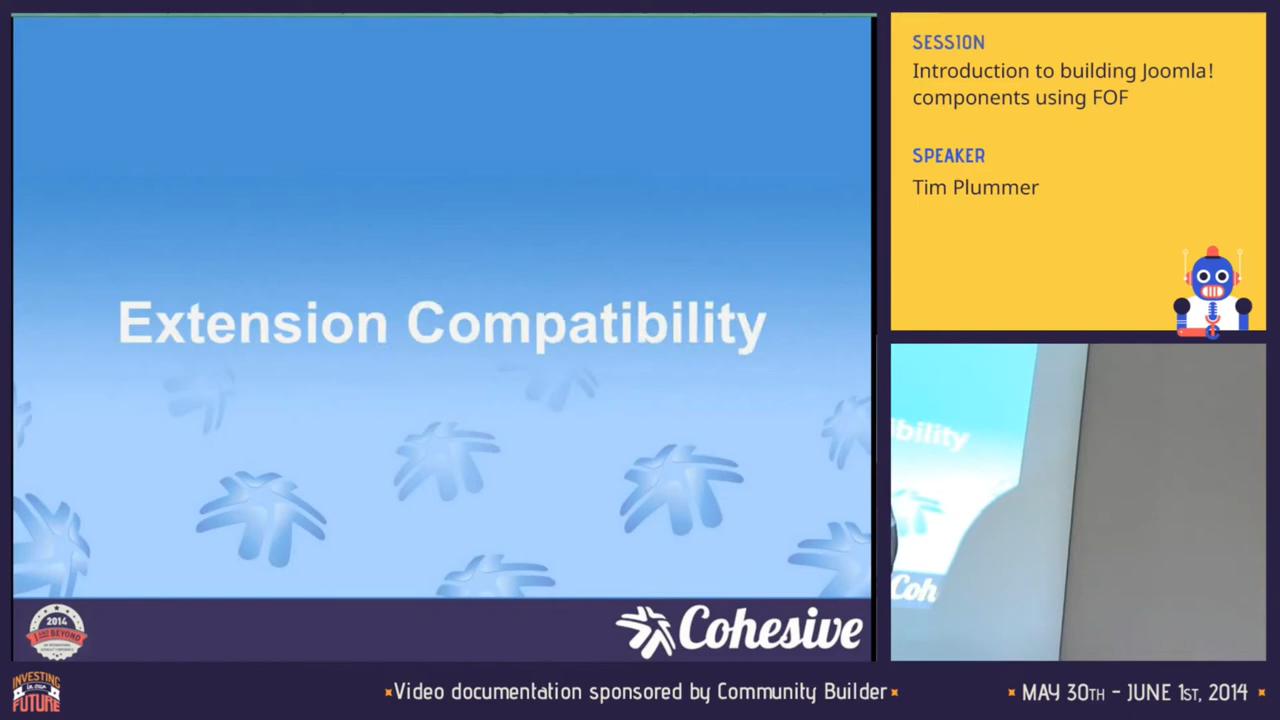 SESSION
Introduction to building Joomla!
components using FOF
SPEAKER
Tim Plummer
Extension Compatibility
bility
Coh
2014
BEYOND
Cohesive
INVESTING
FUTURE
Video documentation sponsored by Community Builder
MAY 30TH - JUNE 1ST, 2014